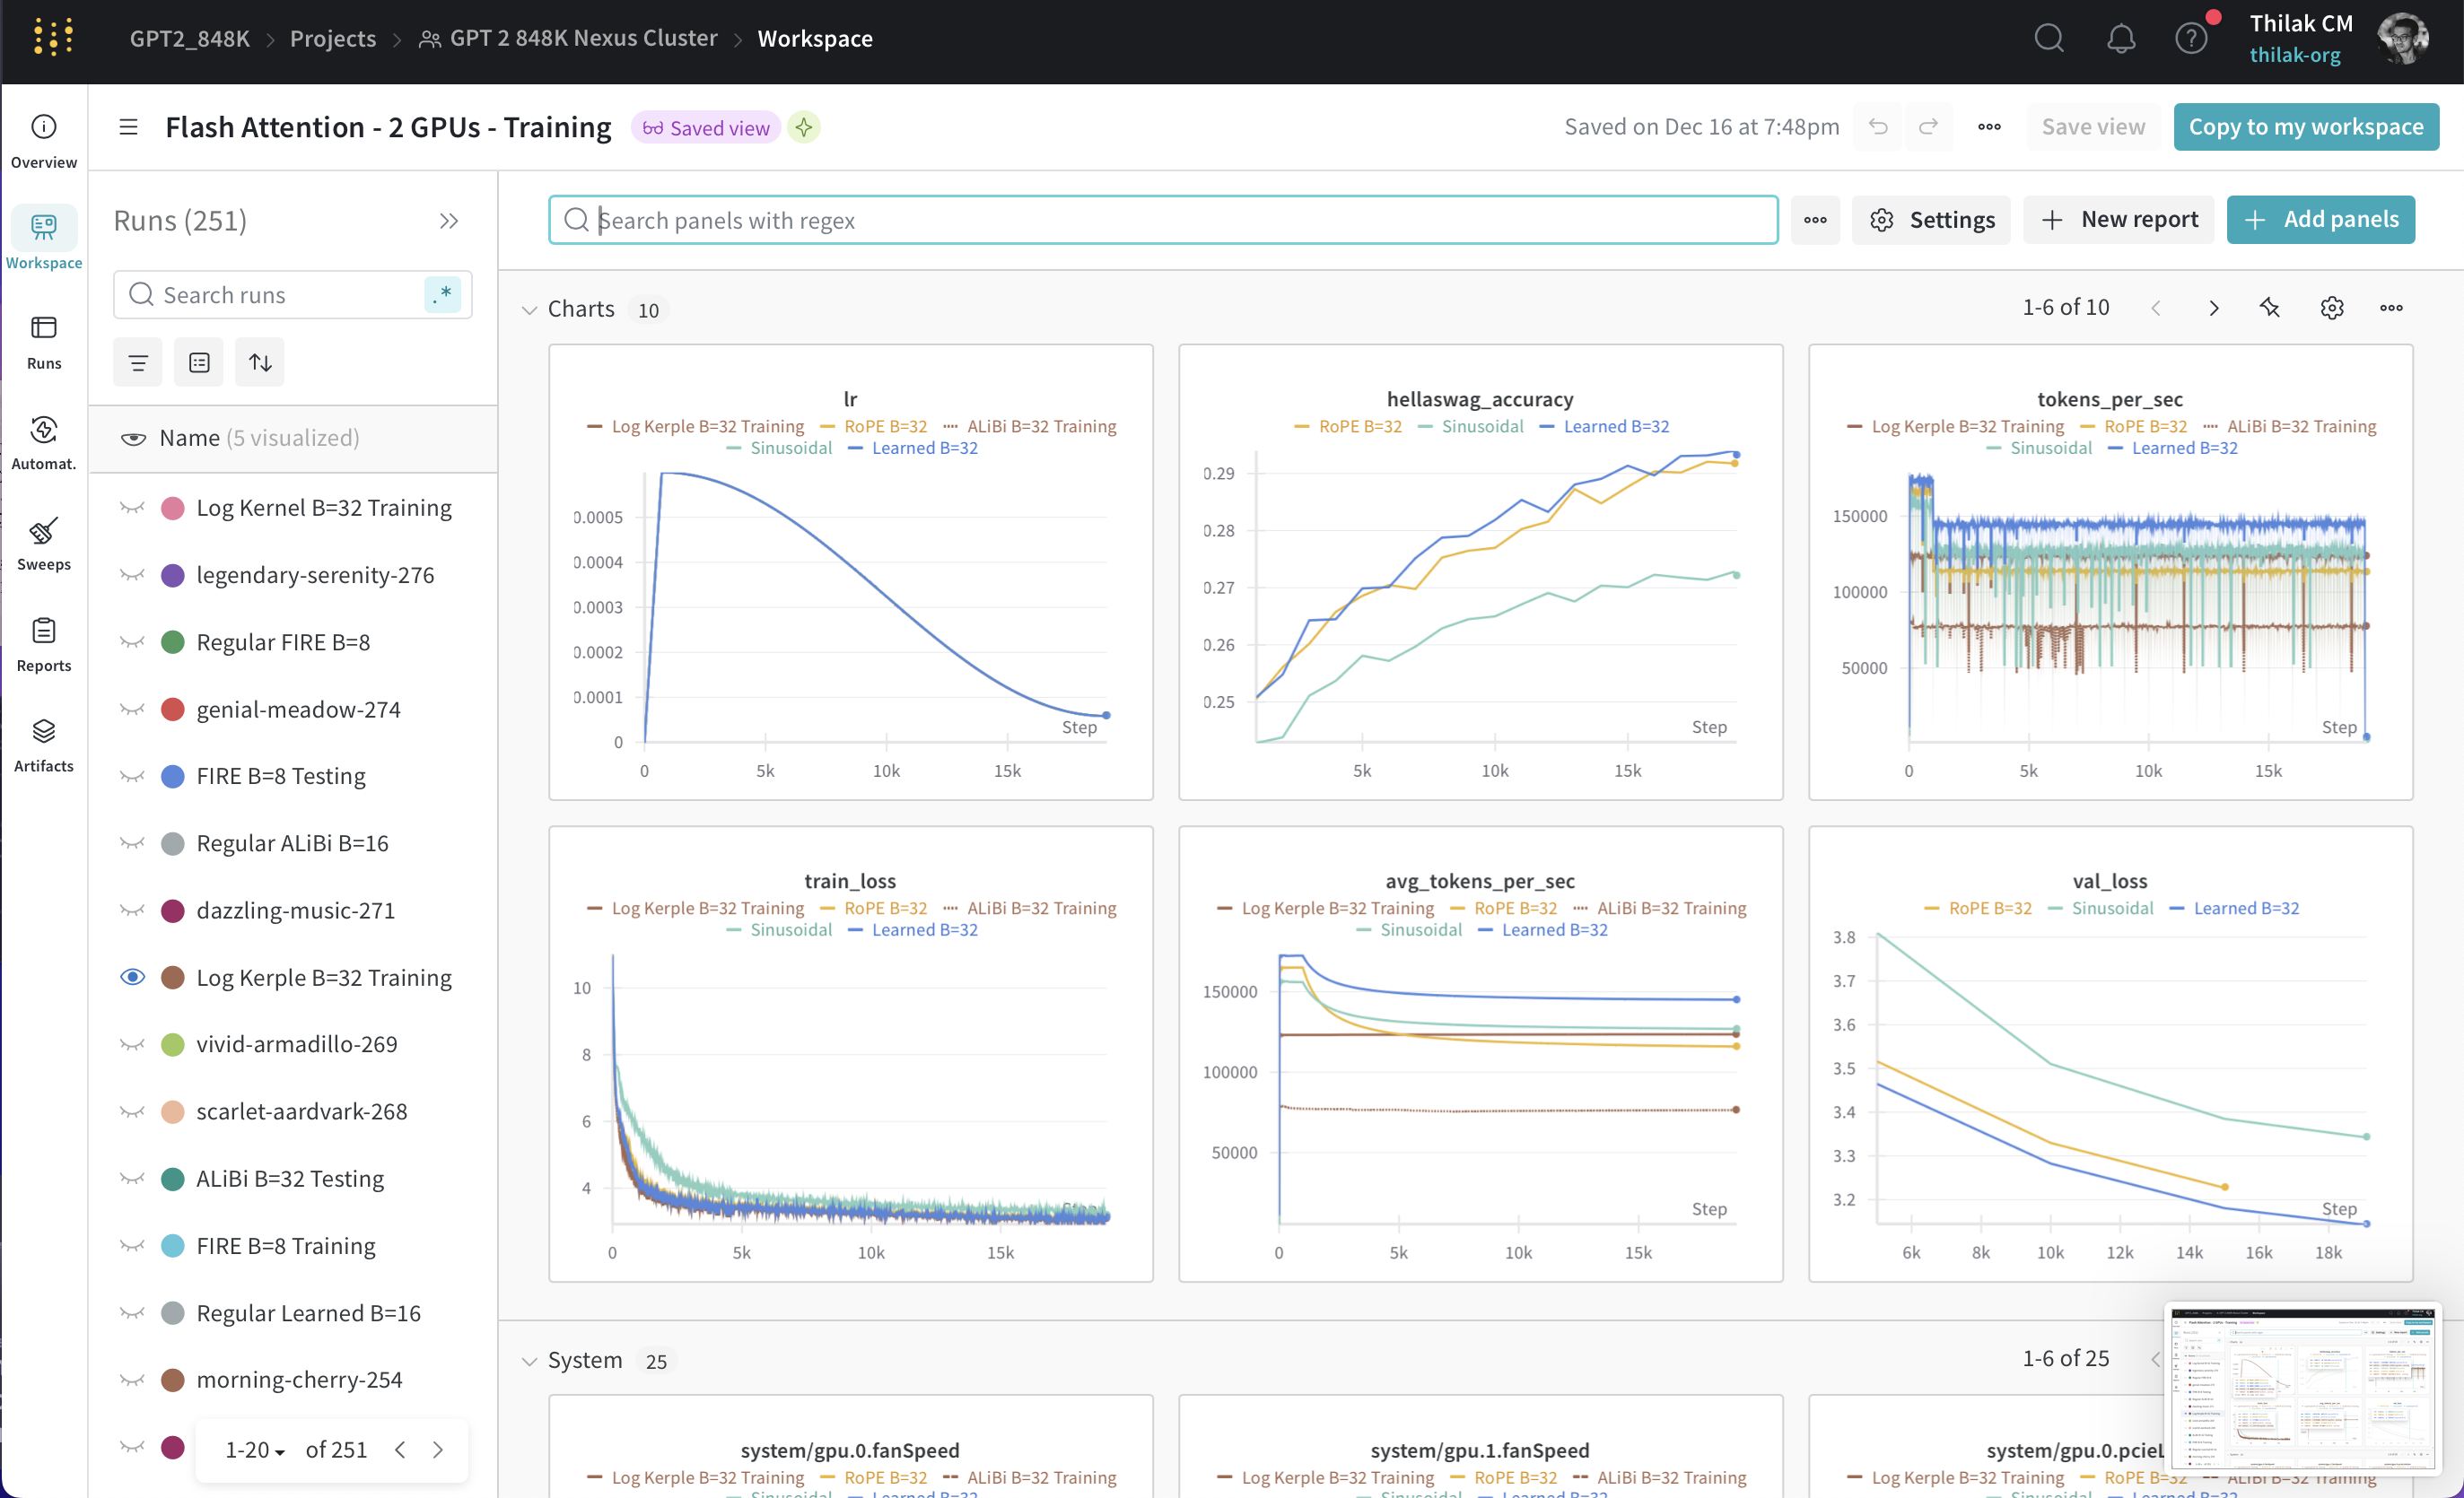 GPT2_848K > Projects > GPT 2 848K Nexus Cluster > Workspace
Thilak CM
thilak-org
Overview
Workspace
Runs
Automat.
Sweeps
Reports
Artifacts
Flash Attention - 2 GPUs - Training
Saved view
Saved on Dec 16 at 7:48pm
Save view
Copy to my workspace
Runs (251)
Search runs
.*
Name (5 visualized)
Log Kernel B=32 Training
legendary-serenity-276
Regular FIRE B=8
genial-meadow-274
FIRE B=8 Testing
Regular ALiBi B=16
dazzling-music-271
Log Kerple B=32 Training
vivid-armadillo-269
scarlet-aardvark-268
ALiBi B=32 Testing
FIRE B=8 Training
Regular Learned B=16
morning-cherry-254
1-20 of 251
Search panels with regex
Settings
New report
Add panels
Charts 10
1-6 of 10
lr
Log Kerple B=32 Training RoPE B=32 ALiBi B=32 Training
Sinusoidal Learned B=32
0.0005
0.0004
0.0003
0.0002
0.0001
0
Step
0 5k 10k 15k
hellaswag_accuracy
RoPE B=32 Sinusoidal Learned B=32
0.29
0.28
0.27
0.26
0.25
Step
5k 10k 15k
tokens_per_sec
Log Kerple B=32 Training RoPE B=32 ALiBi B=32 Training
Sinusoidal Learned B=32
150000
100000
50000
Step
0 5k 10k 15k
train_loss
Log Kerple B=32 Training RoPE B=32 ALiBi B=32 Training
Sinusoidal Learned B=32
10
8
6
4
Step
0 5k 10k 15k
avg_tokens_per_sec
Log Kerple B=32 Training RoPE B=32 ALiBi B=32 Training
Sinusoidal Learned B=32
150000
100000
50000
Step
0 5k 10k 15k
val_loss
RoPE B=32 Sinusoidal Learned B=32
3.8
3.7
3.6
3.5
3.4
3.3
3.2
Step
6k 8k 10k 12k 14k 16k 18k
System 25
1-6 of 25
system/gpu.0.fanSpeed
Log Kerple B=32 Training RoPE B=32 ALiBi B=32 Training
Sinusoidal Learned B=32
system/gpu.1.fanSpeed
Log Kerple B=32 Training RoPE B=32 ALiBi B=32 Training
Sinusoidal Learned B=32
system/gpu.0.pcieL
Log Kerple B=32 Training RoPE B=32 ALiBi B=32 Training
Sinusoidal Learned B=32